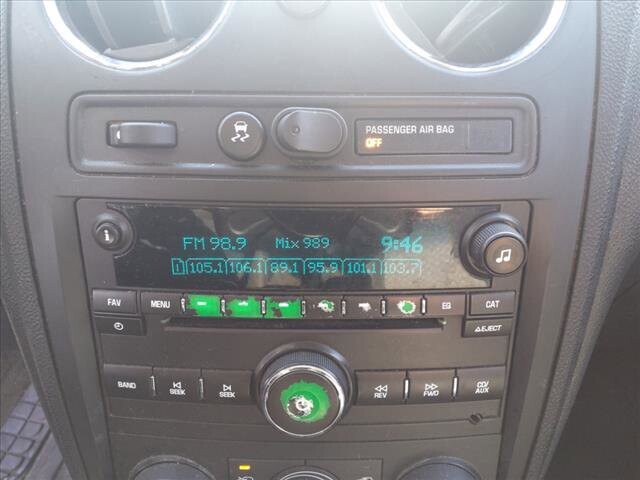 PASSENGER AIR BAG
OFF
FM 98.9 Mix 989 9:46
1 105.1 106.1 89.1 95.9 101.1 103.7
i
FAV MENU EQ CAT
EJECT
BAND SEEK SEEK REV FWD CD/AUX